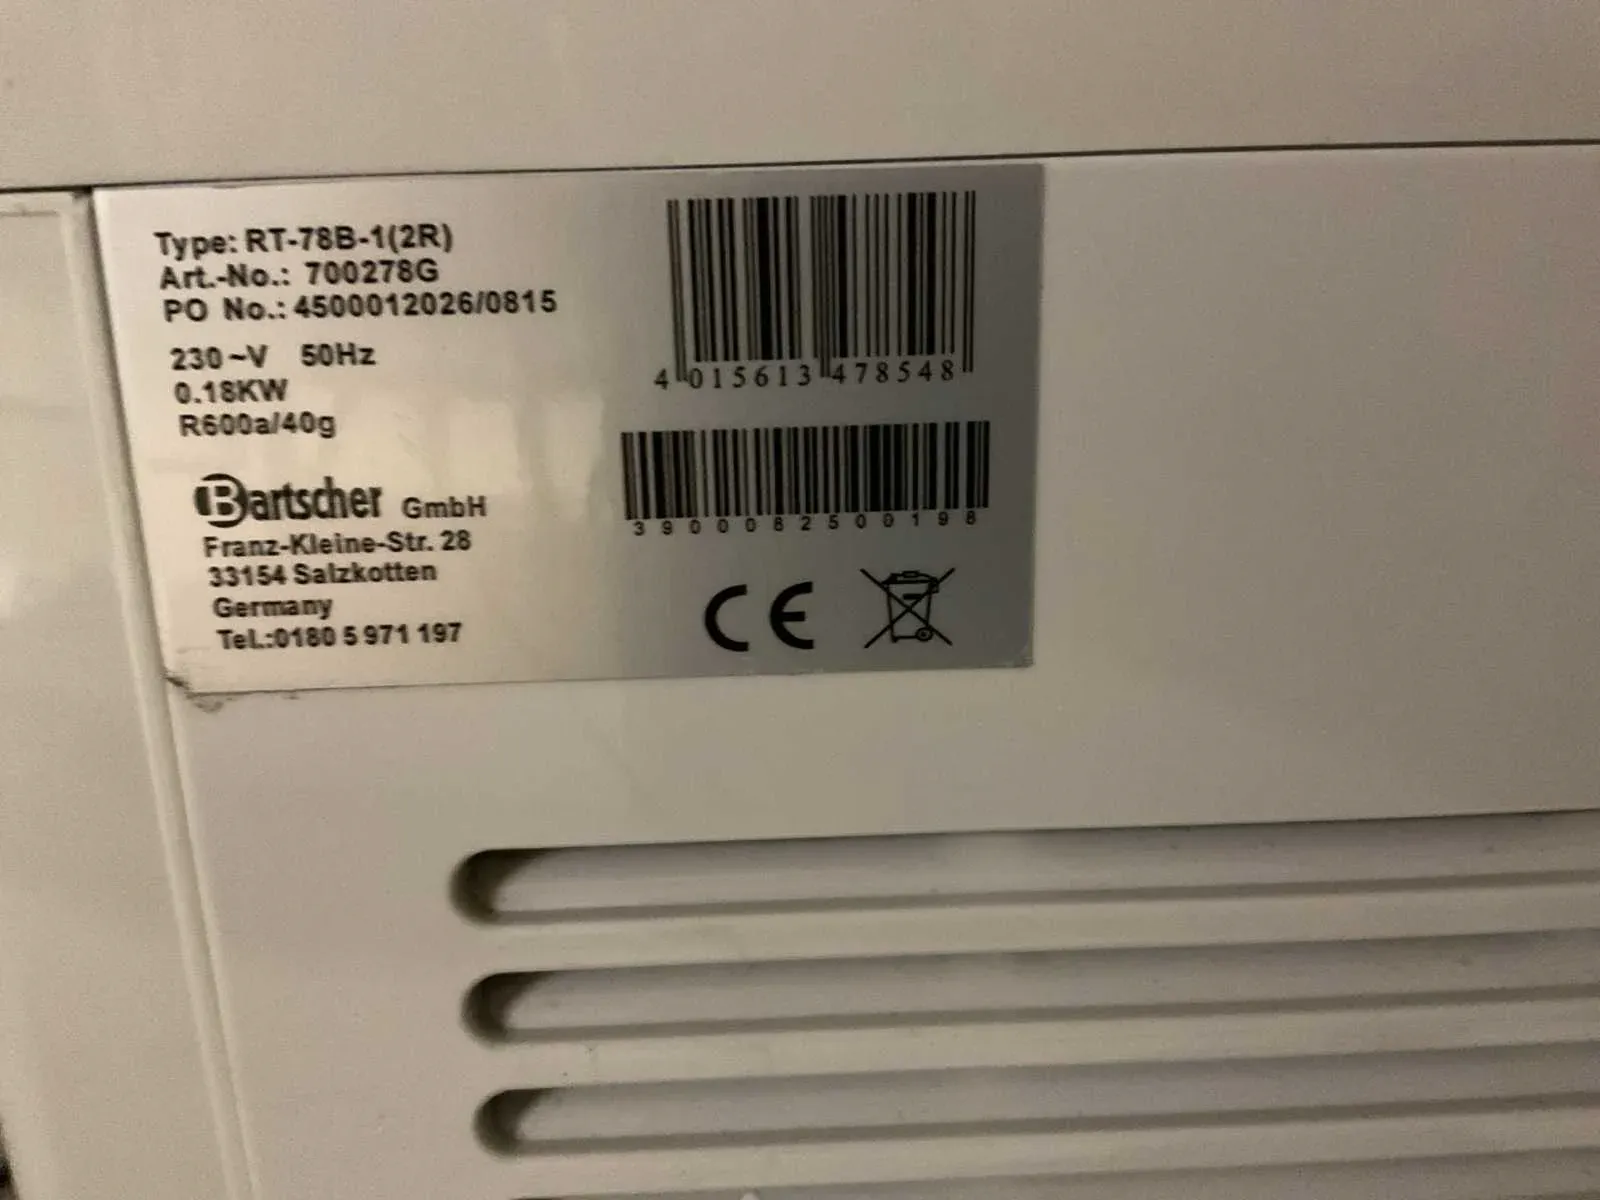 Type: RT-78B-1(2R)
Art.-No.: 700278G
PO No.: 4500012026/0815
230~V 50Hz
0.18KW
R600a/40g
Bartscher GmbH
Franz-Kleine-Str. 28
33154 Salzkotten
Germany
Tel.:0180 5 971 197
4 015613 478548
3900082500198
CE